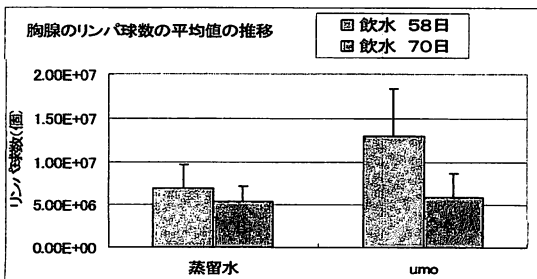 胸腺のリンパ球数の平均値の推移
飲水 58日
飲水 70日
リンパ球数(個)
2.00E+07
1.50E+07
1.00E+07
5.00E+06
0.00E+00
蒸留水
umo